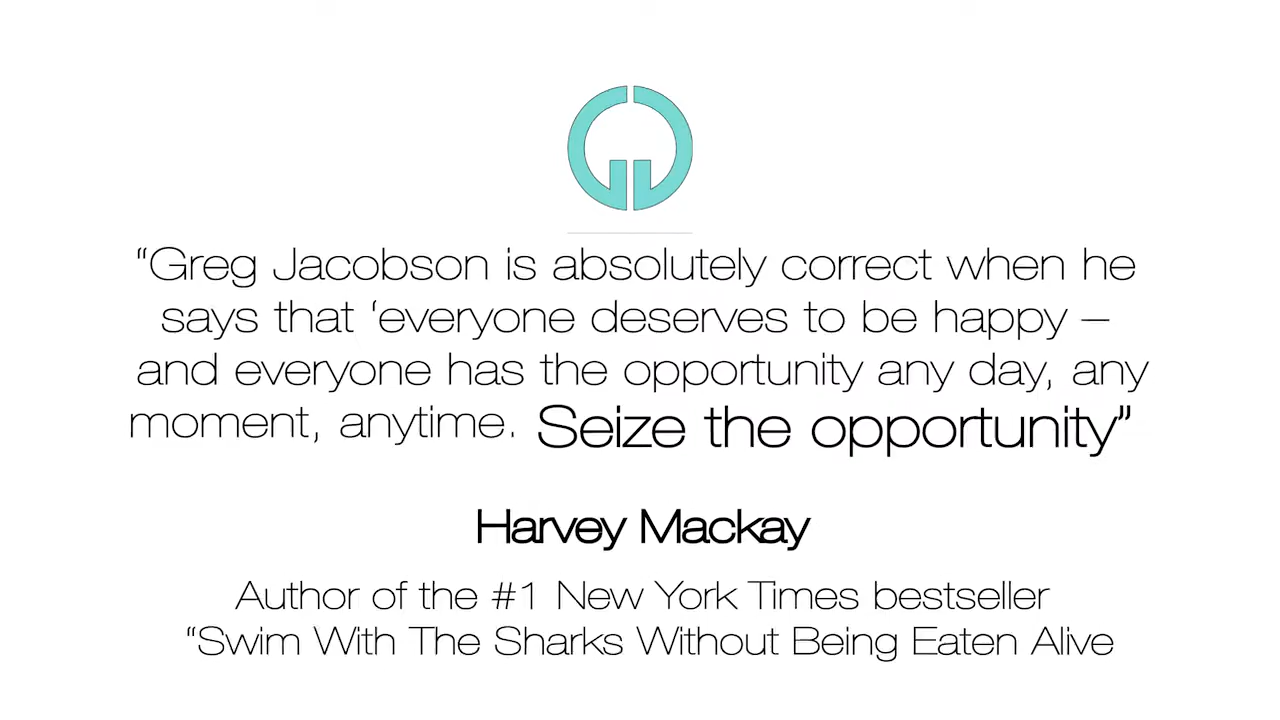 “Greg Jacobson is absolutely correct when he
says that ‘everyone deserves to be happy –
and everyone has the opportunity any day, any
moment, anytime. Seize the opportunity”
Harvey Mackay
Author of the #1 New York Times bestseller
“Swim With The Sharks Without Being Eaten Alive